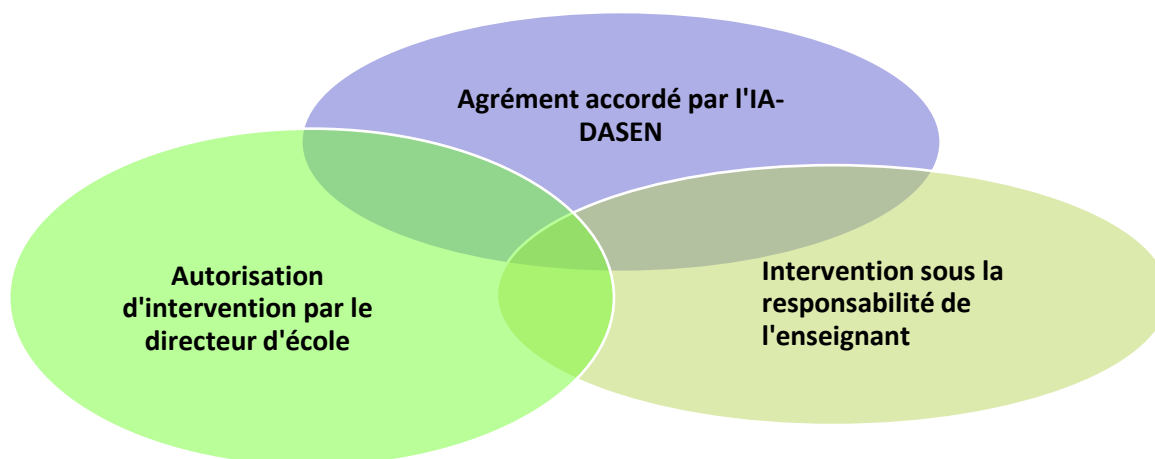 Agrément accordé par l'IA-
DASEN
Autorisation
d'intervention par le
directeur d'école
Intervention sous la
responsabilité de
l'enseignant